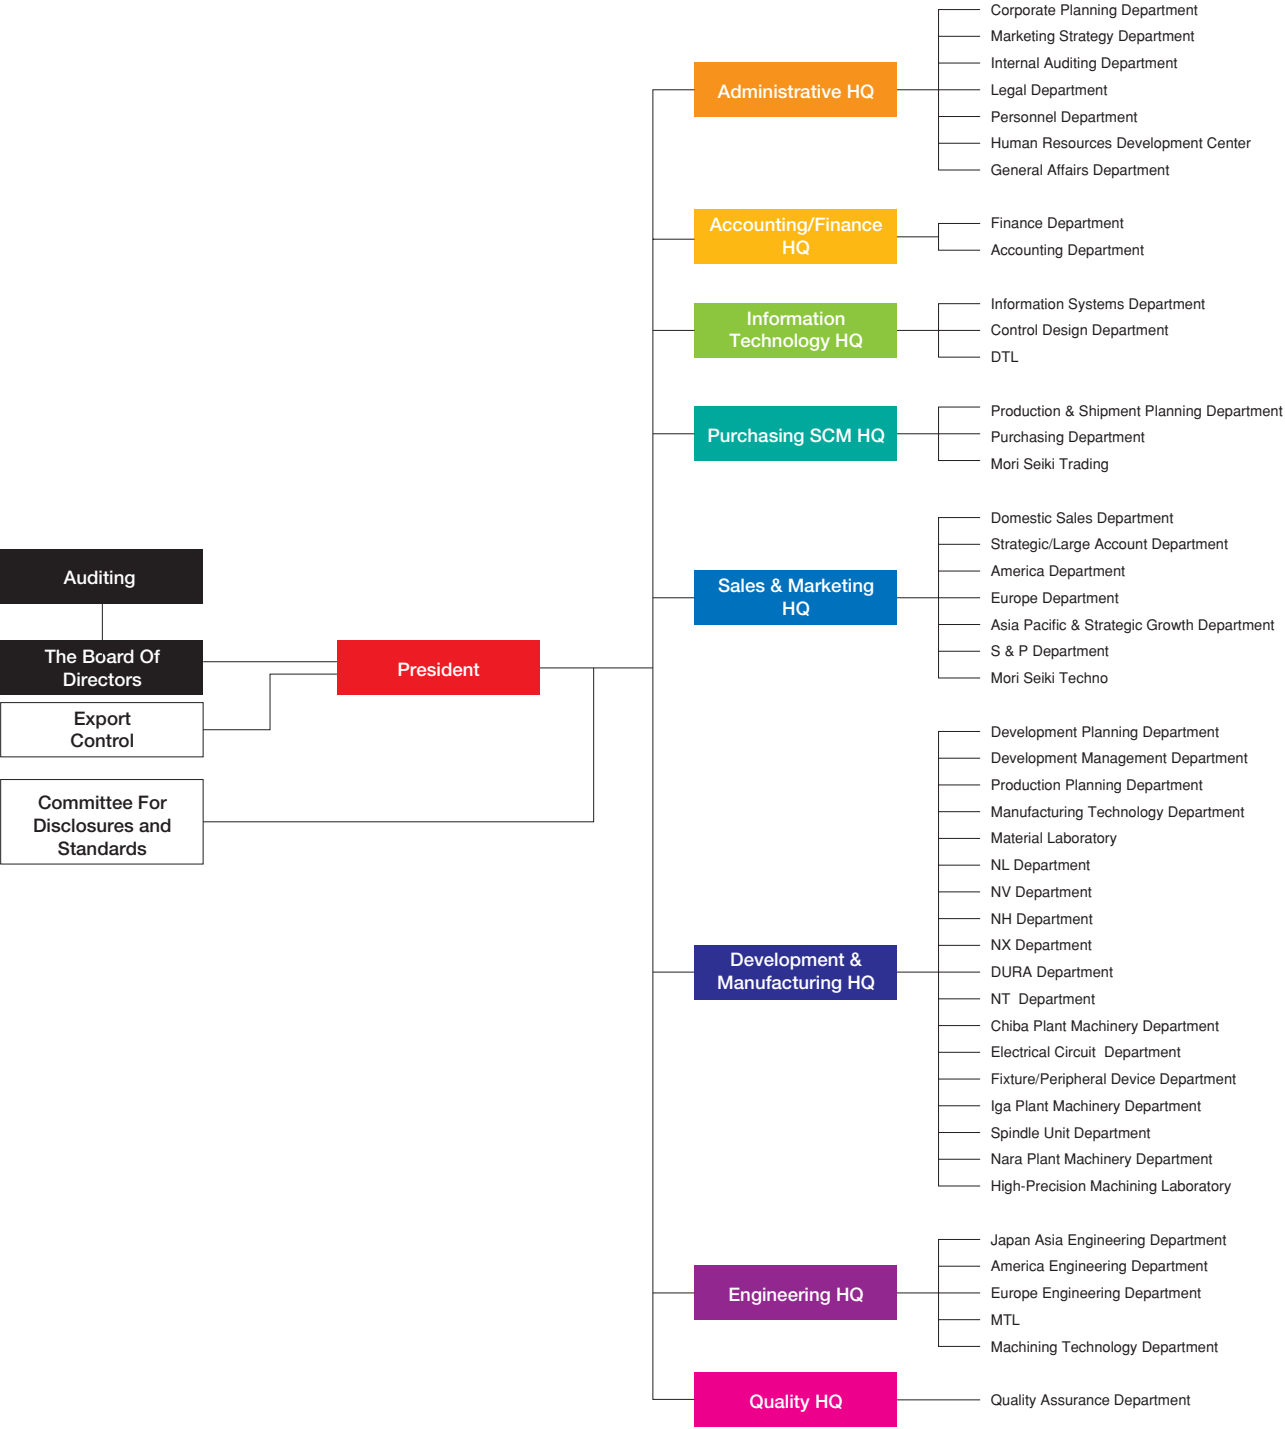 Auditing
The Board Of
Directors
Export
Control
Committee For
Disclosures and
Standards
President
Administrative HQ
Corporate Planning Department
Marketing Strategy Department
Internal Auditing Department
Legal Department
Personnel Department
Human Resources Development Center
General Affairs Department
Accounting/Finance
HQ
Finance Department
Accounting Department
Information
Technology HQ
Information Systems Department
Control Design Department
DTL
Purchasing SCM HQ
Production & Shipment Planning Department
Purchasing Department
Mori Seiki Trading
Sales & Marketing
HQ
Domestic Sales Department
Strategic/Large Account Department
America Department
Europe Department
Asia Pacific & Strategic Growth Department
S & P Department
Mori Seiki Techno
Development &
Manufacturing HQ
Development Planning Department
Development Management Department
Production Planning Department
Manufacturing Technology Department
Material Laboratory
NL Department
NV Department
NH Department
NX Department
DURA Department
NT Department
Chiba Plant Machinery Department
Electrical Circuit Department
Fixture/Peripheral Device Department
Iga Plant Machinery Department
Spindle Unit Department
Nara Plant Machinery Department
High-Precision Machining Laboratory
Engineering HQ
Japan Asia Engineering Department
America Engineering Department
Europe Engineering Department
MTL
Machining Technology Department
Quality HQ
Quality Assurance Department